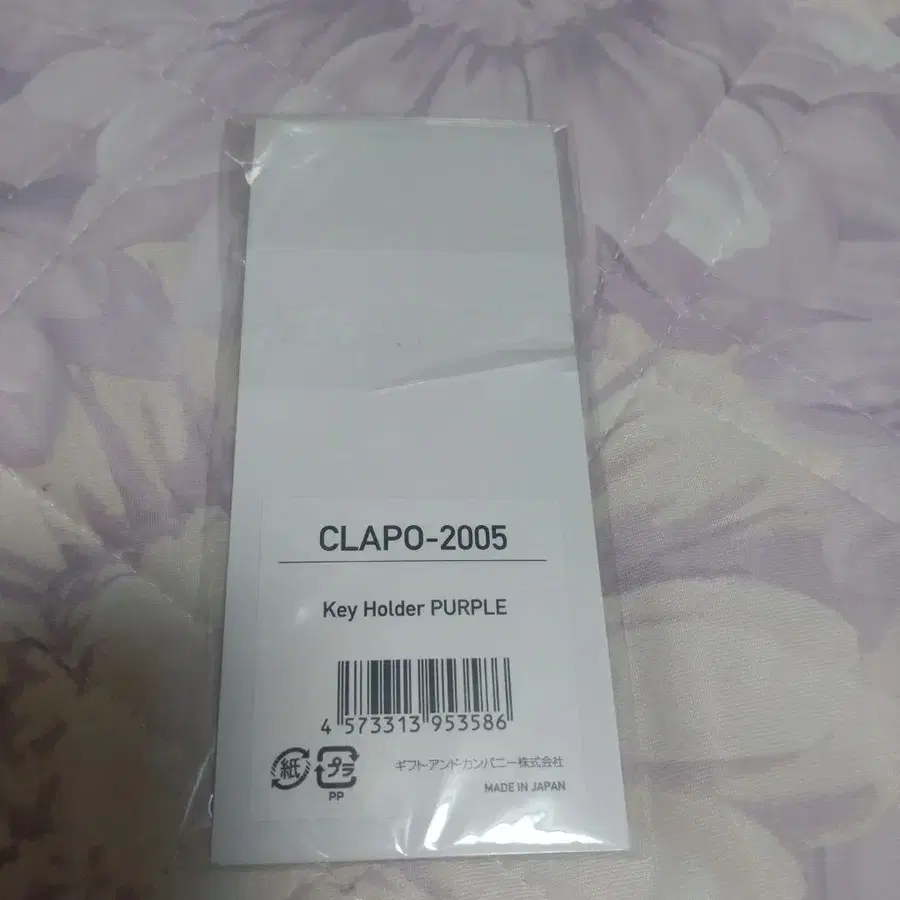 CLAPO-2005
Key Holder PURPLE
4 573313 953586
紙 プラ
PP
ギフト・アンド・カンパニー株式会社
MADE IN JAPAN